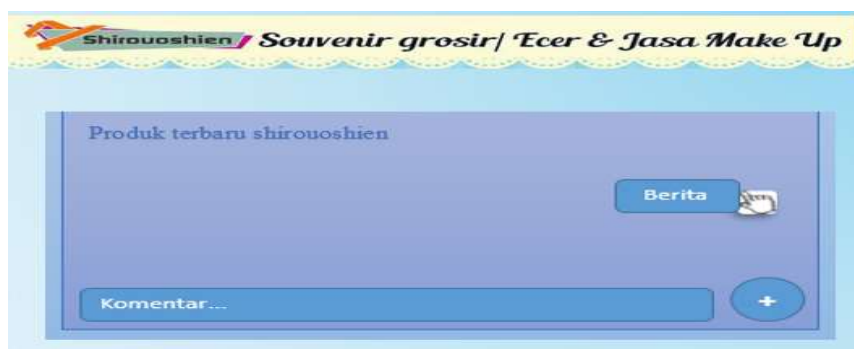 Shirouoshien Souvenir grosir/ Ecer & Jasa Make Up
Produk terbaru shirouoshien
Berita
Komentar...
+